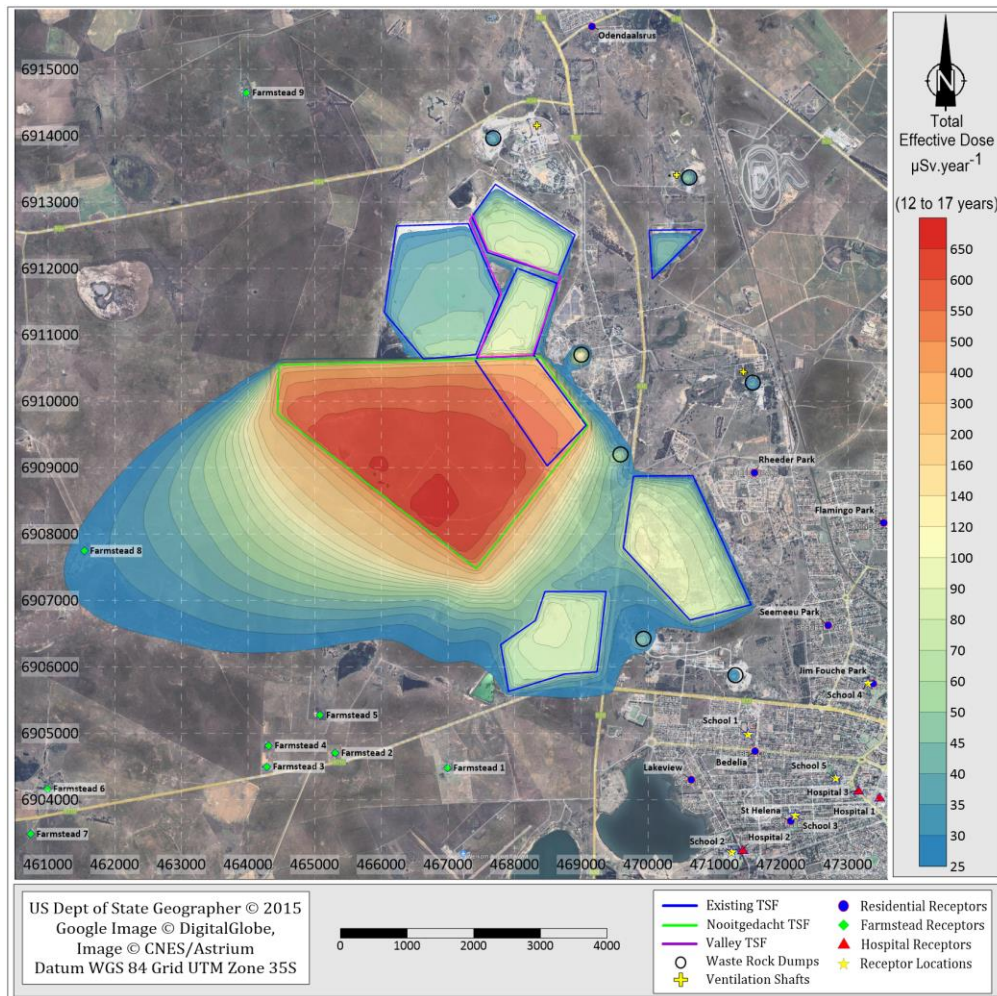 Odendaalsrus
6915000
Farmstead 9
6914000
6913000
6912000
6911000
6910000
6909000
Rheeder Park
Flamingo Park
6908000
Farmstead 8
6907000
Seemeeu Park
6906000
Jim Fouche Park
School 4
Farmstead 5
School 1
6905000
Farmstead 4
Farmstead 2
Bedelia
Farmstead 3
Farmstead 1
School 5
Lakeview
Hospital 3
Farmstead 6
6904000
Hospital 1
St Helena
School 3
Farmstead 7
School 2
Hospital 2
461000 462000 463000 464000 465000 466000 467000 468000 469000 470000 471000 472000 473000
N
Total
Effective Dose
µSv.year-1
(12 to 17 years)
650
600
550
500
400
200
160
140
120
100
90
80
70
60
50
45
40
35
30
25
US Dept of State Geographer © 2015
Google Image © DigitalGlobe,
Image © CNES/Astrium
Datum WGS 84 Grid UTM Zone 35S
0 1000 2000 3000 4000
Existing TSF
Nooitgedacht TSF
Valley TSF
Waste Rock Dumps
Ventilation Shafts
Residential Receptors
Farmstead Receptors
Hospital Receptors
Receptor Locations